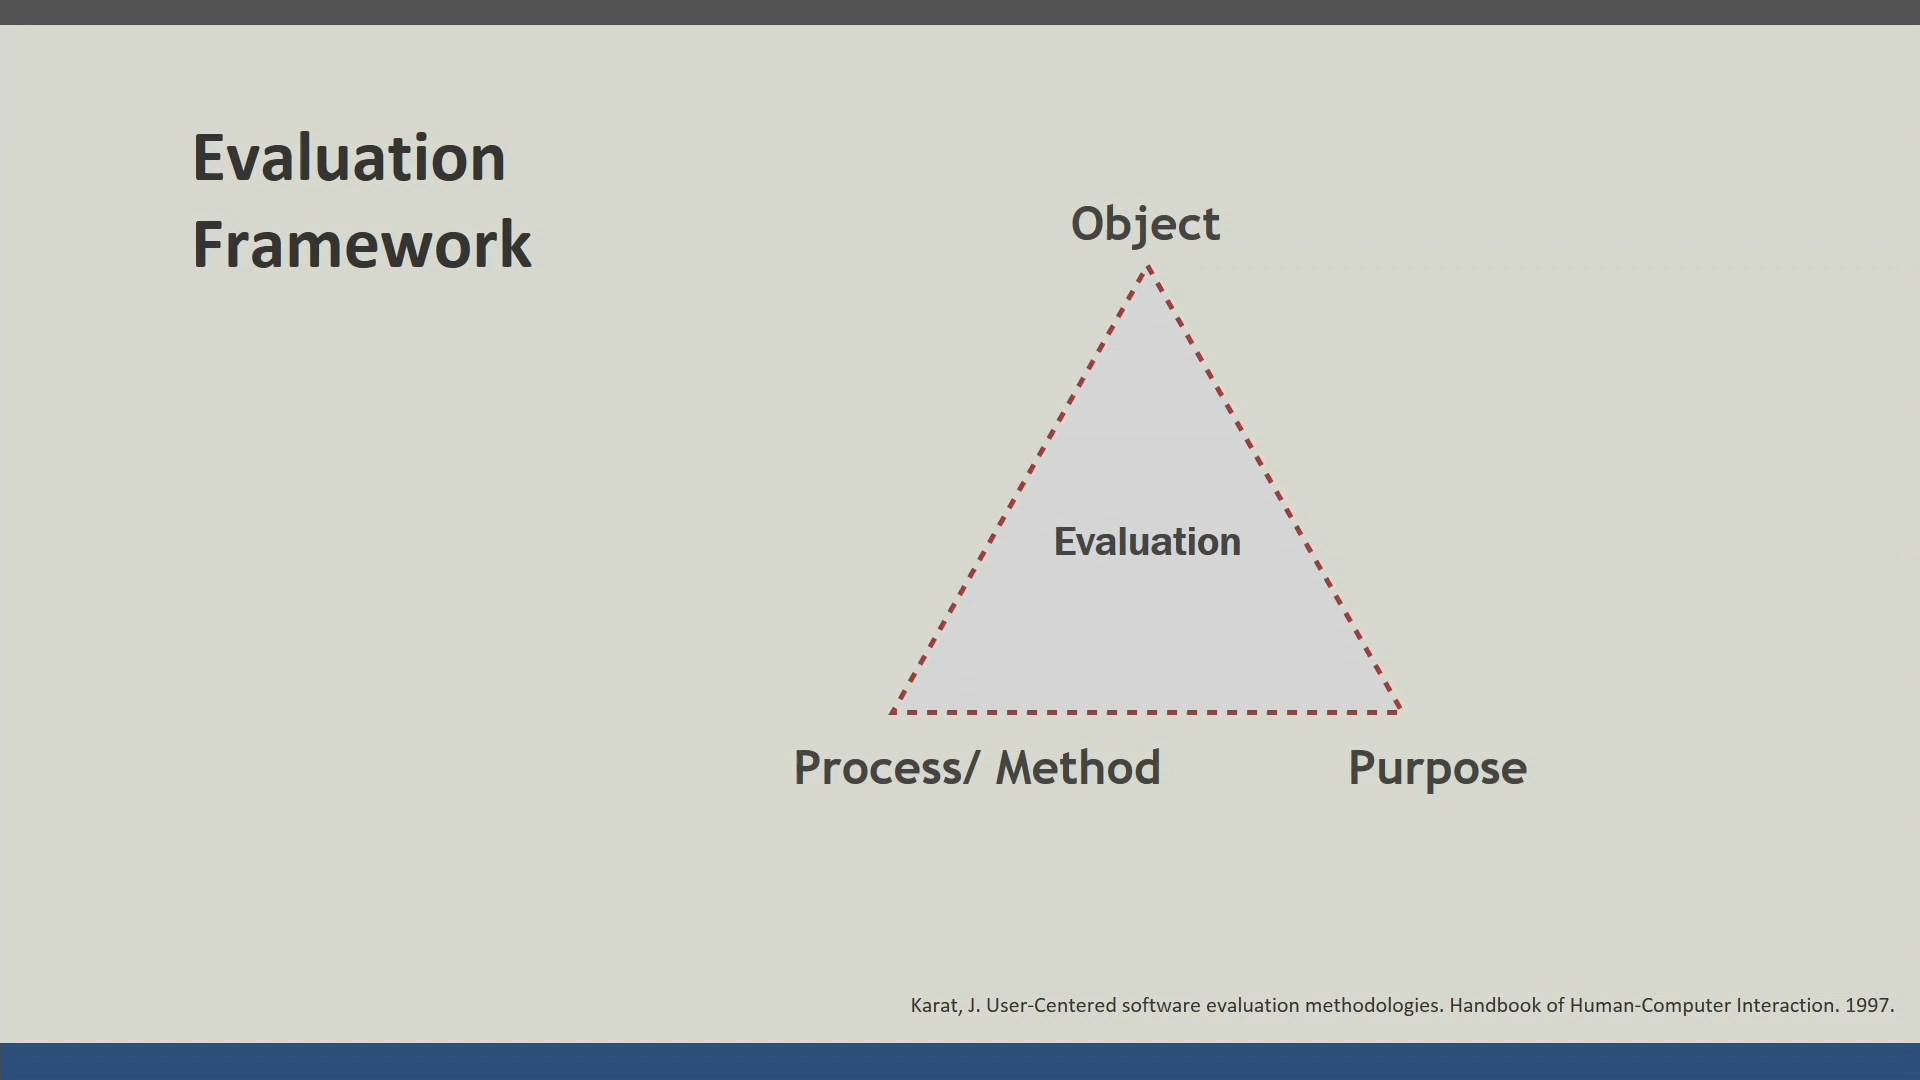 Evaluation
Framework
Object
Evaluation
Process/ Method
Purpose
Karat, J. User-Centered software evaluation methodologies. Handbook of Human-Computer Interaction. 1997.